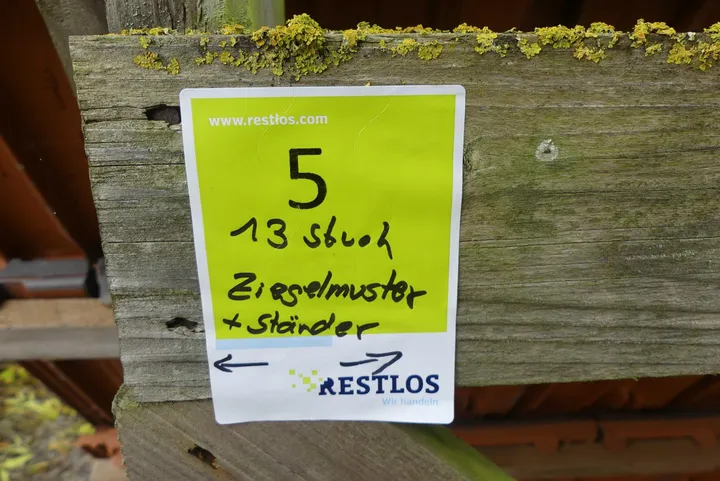 www.restlos.com
5
13 Stück
Ziegelmuster
+ Ständer
RESTLOS
Wir handeln